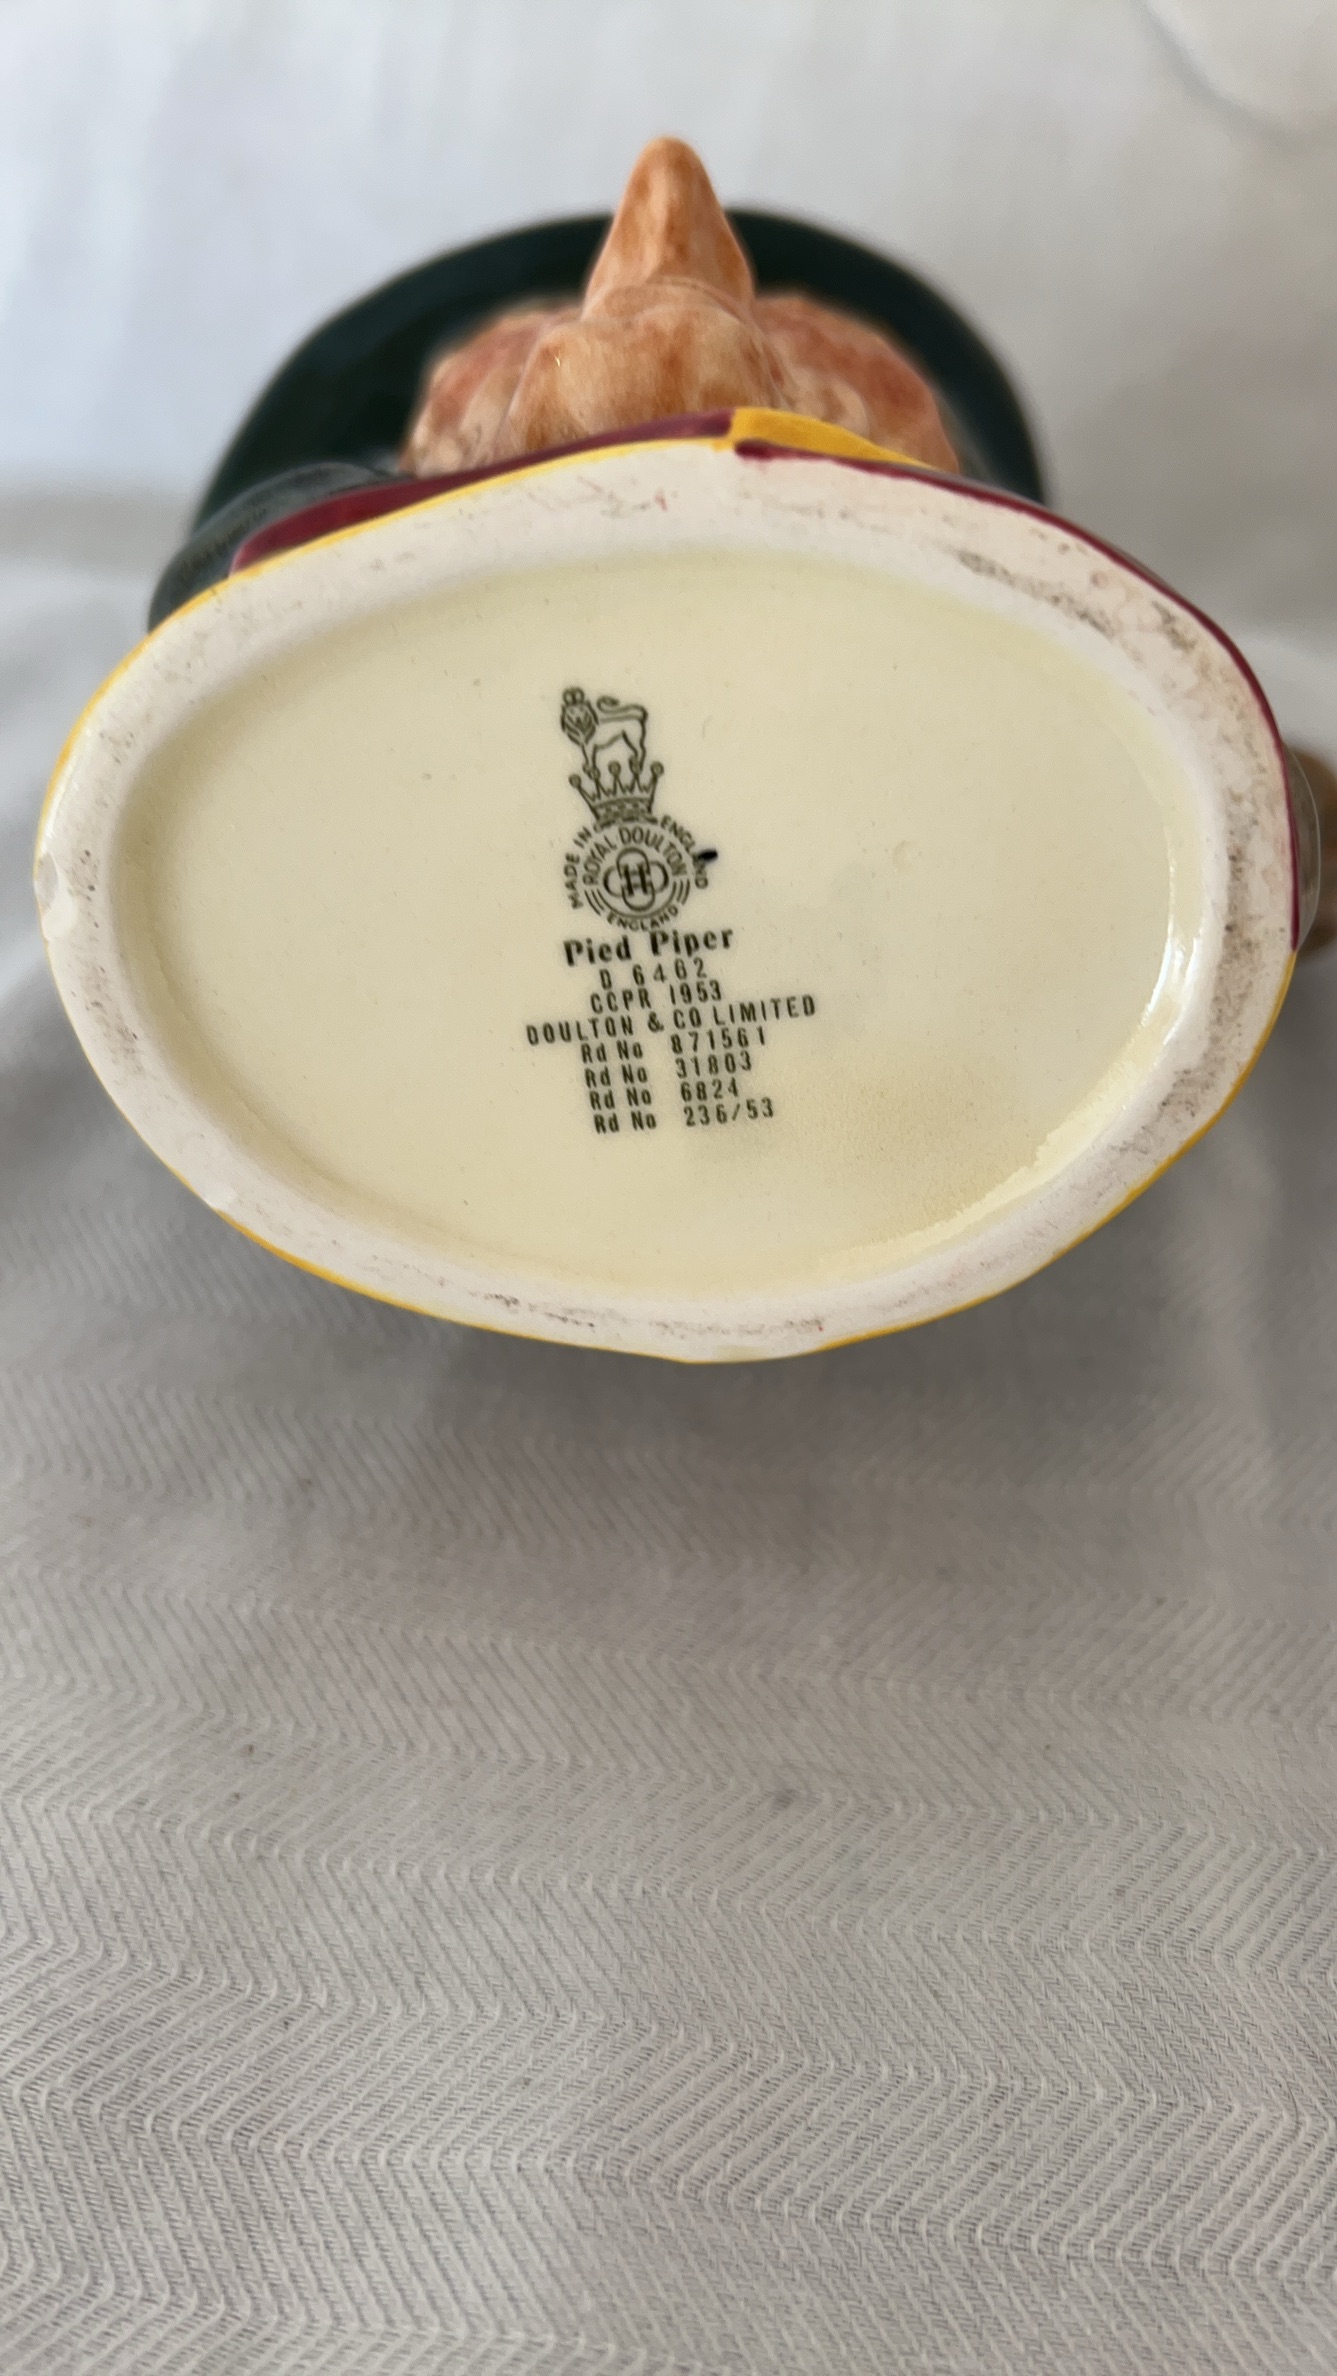 MADE IN ENGLAND
ROYAL DOULTON
ENGLAND
Pied Piper
D 6462
CCPR 1953
DOULTON & CO LIMITED
Rd No 871561
Rd No 31803
Rd No 6824
Rd No 236/53